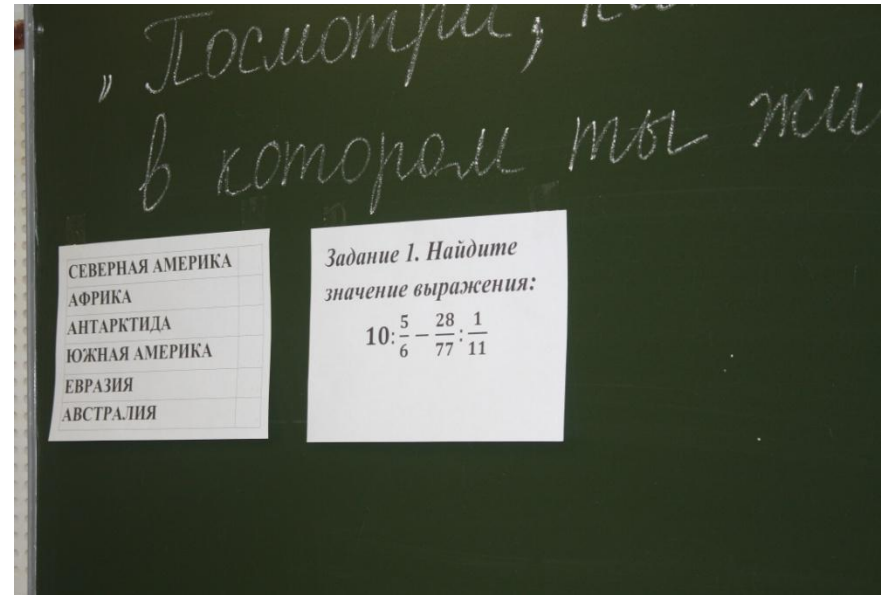 „Посмотри,
в котором ты
СЕВЕРНАЯ АМЕРИКА
АФРИКА
АНТАРКТИДА
ЮЖНАЯ АМЕРИКА
ЕВРАЗИЯ
АВСТРАЛИЯ
Задание 1. Найдите
значение выражения:
10:5/6−28/77:1/11